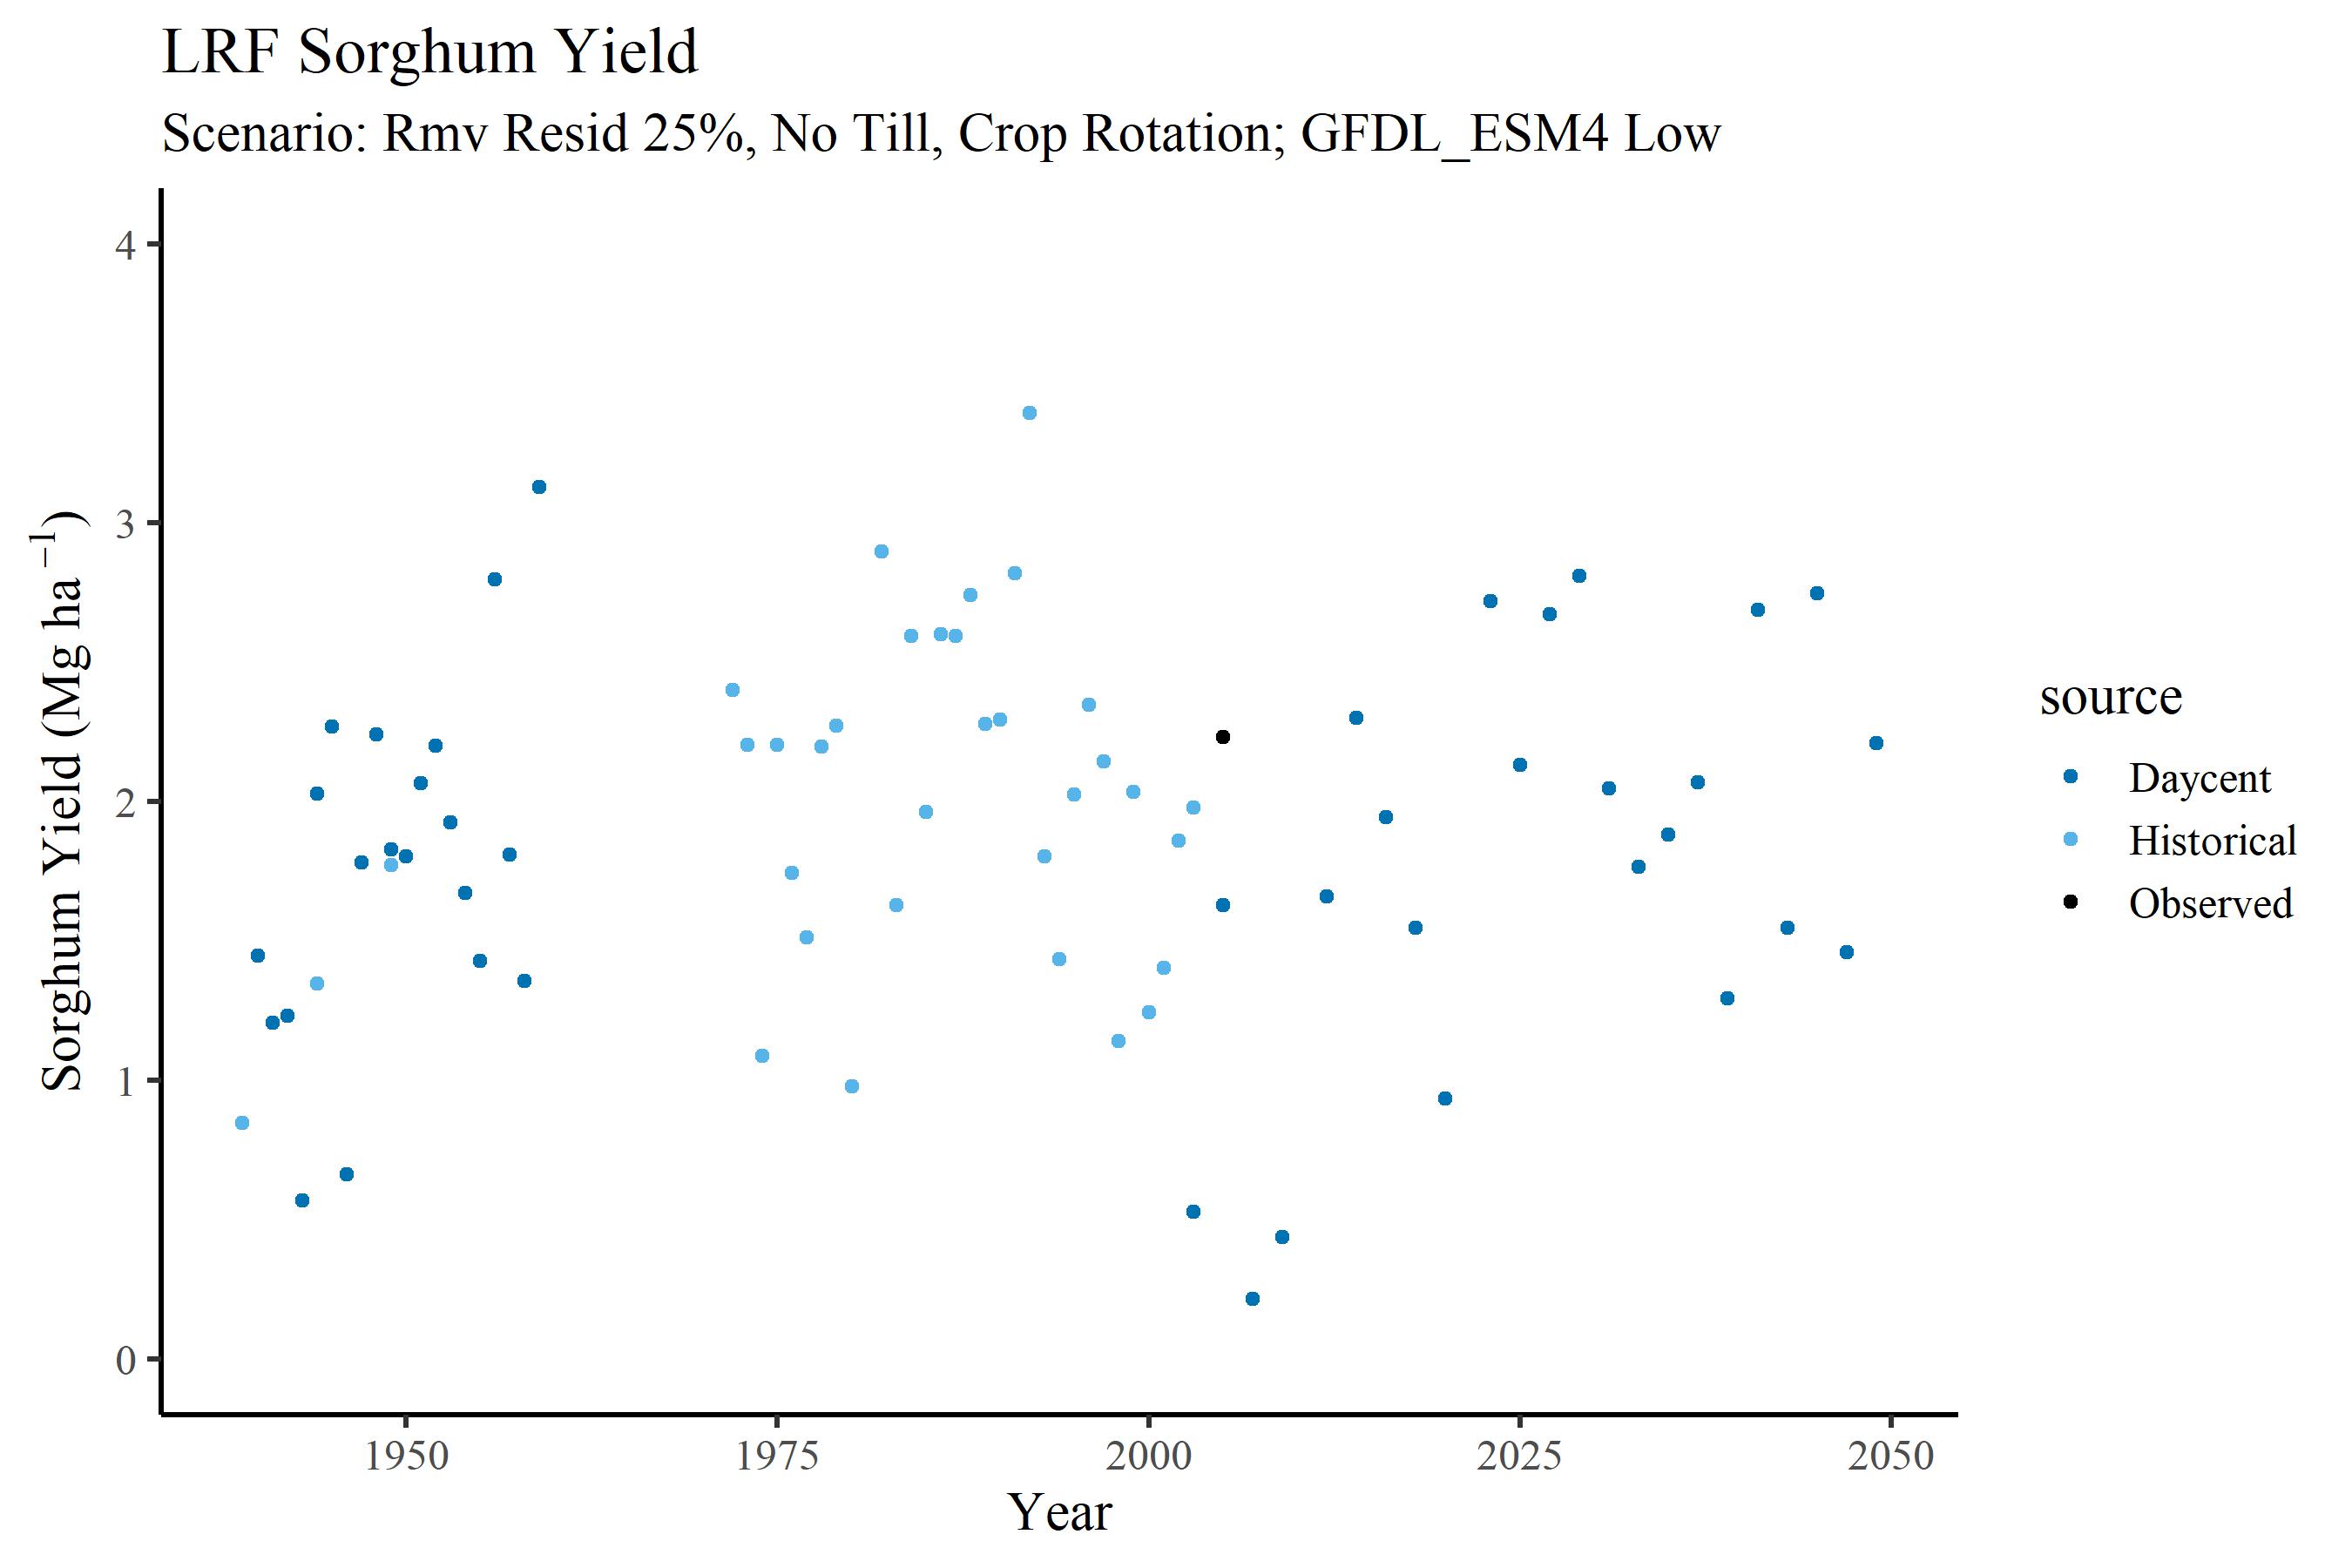 LRF Sorghum Yield
Scenario: Rmv Resid 25%, No Till, Crop Rotation; GFDL_ESM4 Low
Sorghum Yield (Mg ha −1)
4
3
2
1
0
1950 1975 2000 2025 2050
Year
source
Daycent
Historical
Observed